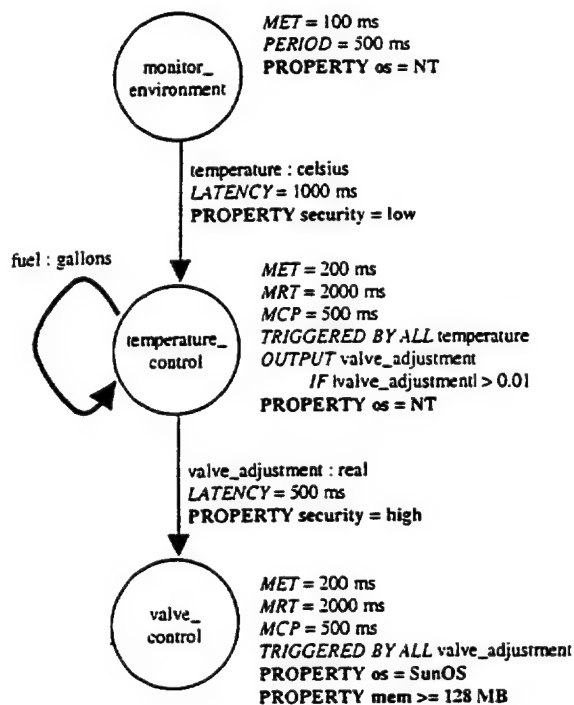 MET = 100 ms
PERIOD = 500 ms
PROPERTY os = NT
monitor_
environment
temperature : celsius
LATENCY = 1000 ms
PROPERTY security = low
fuel : gallons
MET = 200 ms
MRT = 2000 ms
MCP = 500 ms
TRIGGERED BY ALL temperature
OUTPUT valve_adjustment
IF |valve_adjustment| > 0.01
PROPERTY os = NT
temperature_
control
valve_adjustment : real
LATENCY = 500 ms
PROPERTY security = high
MET = 200 ms
MRT = 2000 ms
MCP = 500 ms
TRIGGERED BY ALL valve_adjustment
PROPERTY os = SunOS
PROPERTY mem >= 128 MB
valve_
control